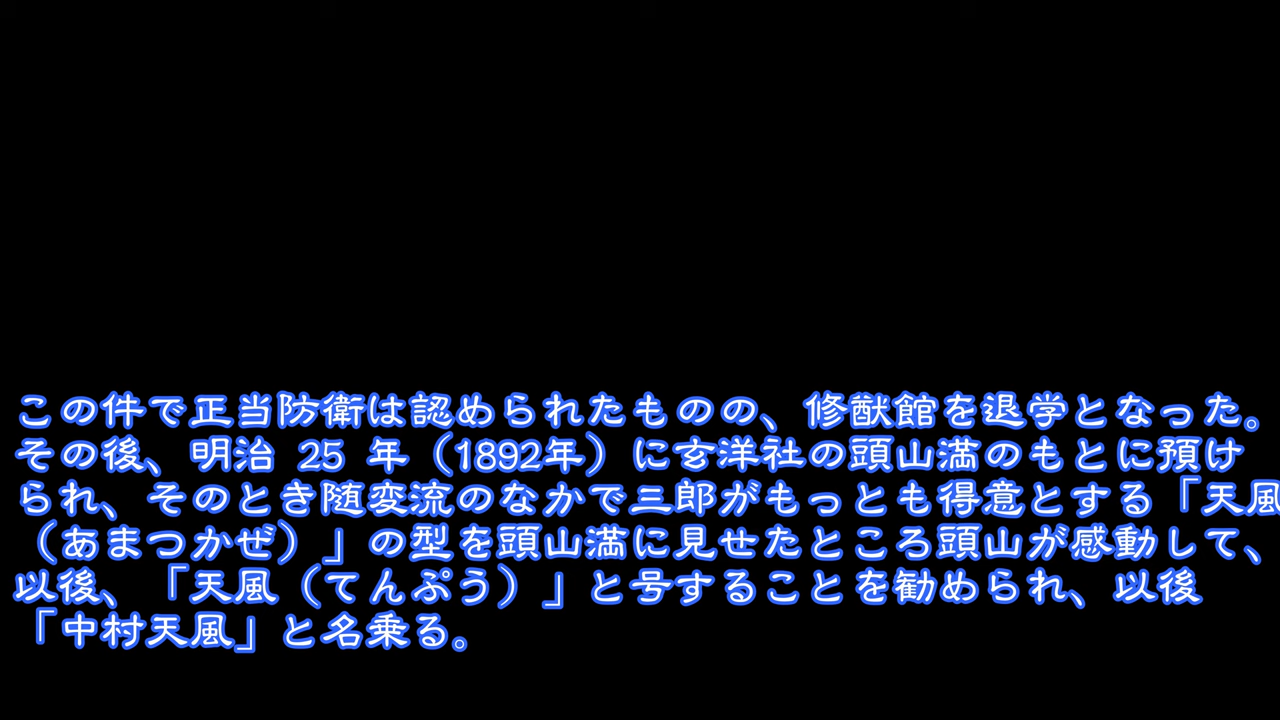 この件で正当防衛は認められたものの、修猷館を退学となった。
その後、明治 25 年（1892年）に玄洋社の頭山満のもとに預け
られ、そのとき随変流のなかで三郎がもっとも得意とする「天風
（あまつかぜ）」の型を頭山満に見せたところ頭山が感動して、
以後、「天風（てんぷう）」と号することを勧められ、以後
「中村天風」と名乗る。